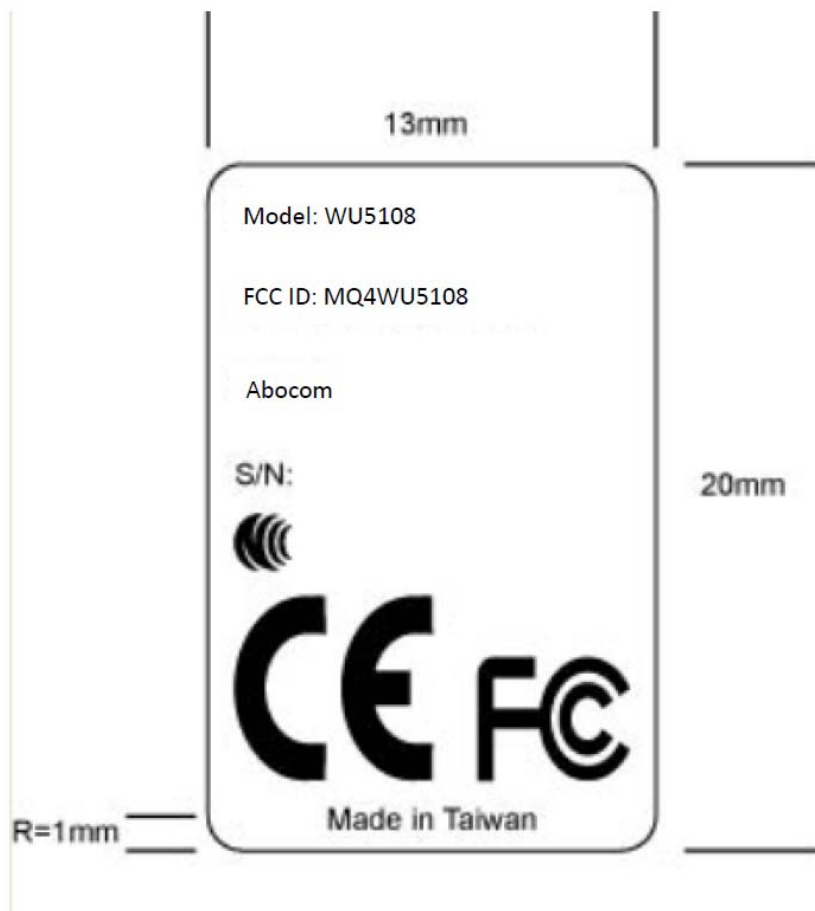 13mm
Model: WU5108
FCC ID: MQ4WU5108
Abocom
S/N:
20mm
CE FC
R=1mm
Made in Taiwan